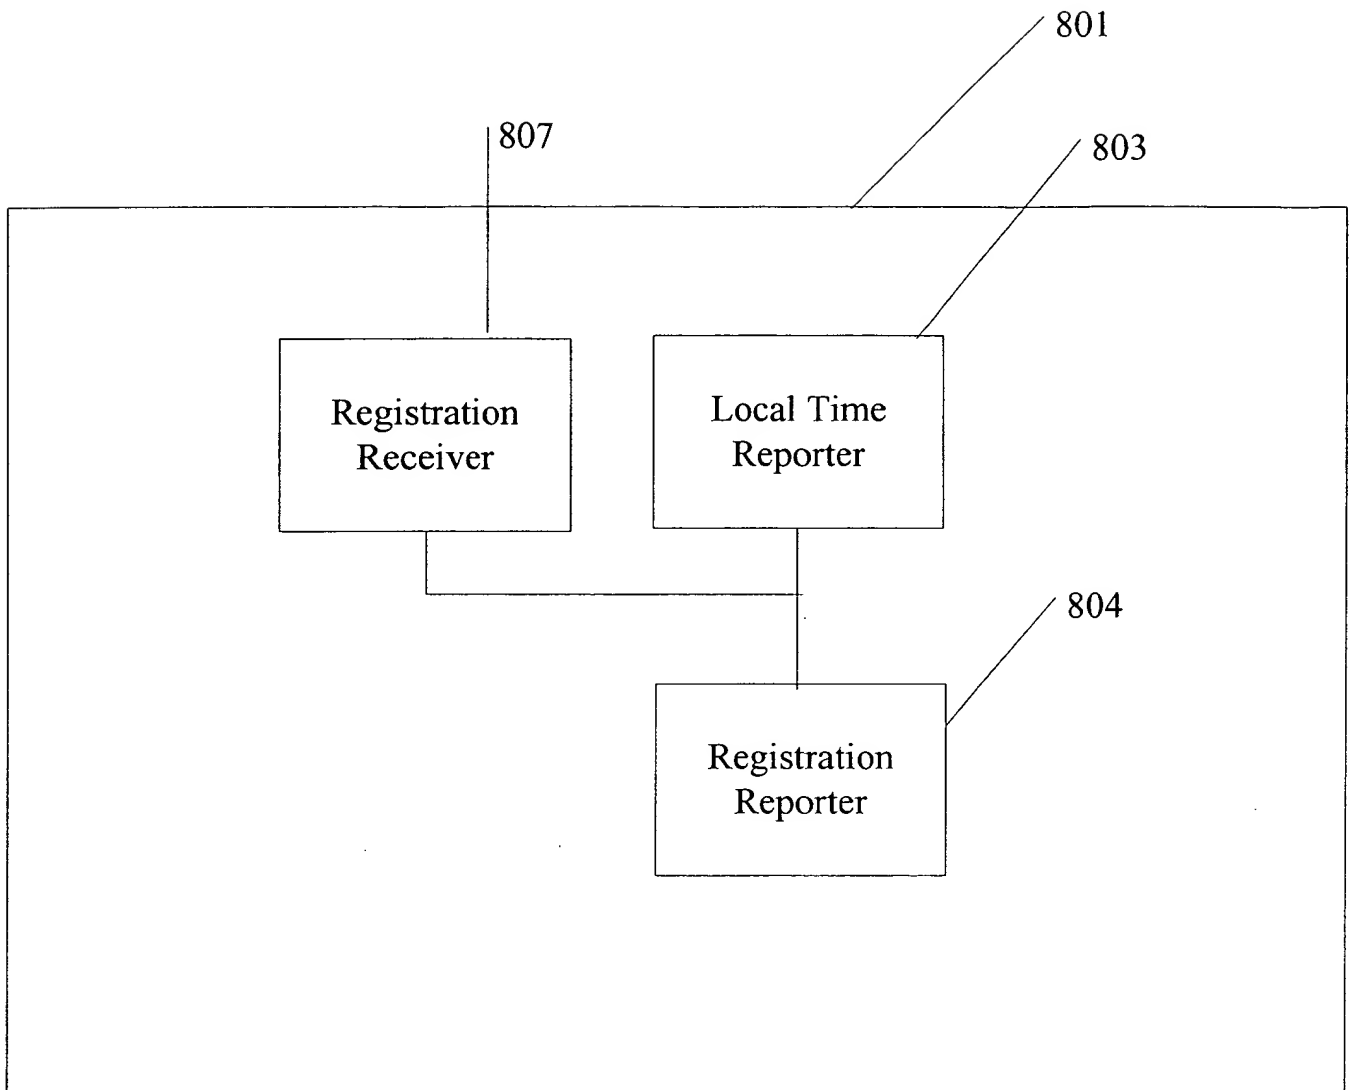 801
807
803
Registration
Receiver
Local Time
Reporter
804
Registration
Reporter